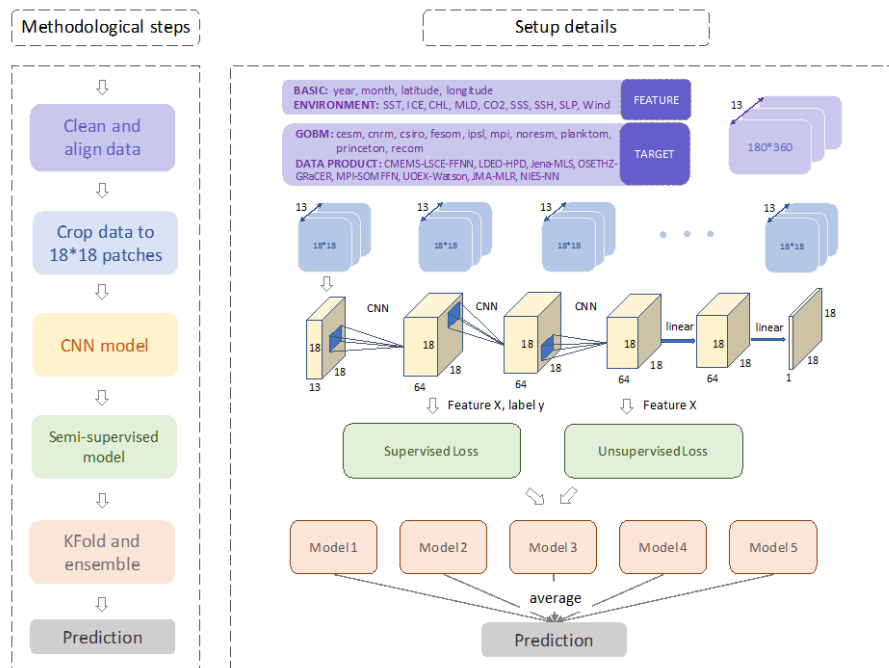 Methodological steps
Setup details
Clean and
align data
Crop data to
18*18 patches
CNN model
Semi-supervised
model
KFold and
ensemble
Prediction
BASIC: year, month, latitude, longitude
ENVIRONMENT: SST, ICE, CHL, MLD, CO2, SSS, SSH, SLP, Wind
FEATURE
GOBM: cesm, cnrm, csiro, fesom, ipsl, mpi, noresm, planktom,
princeton, recom
DATA PRODUCT: CMEMS-LSCE-FFNN, LDEO-HPD, Jena-MLS, OSETHZ-
GRaCER, MPI-SOMFFN, UOEX-Watson, JMA-MLR, NIES-NN
TARGET
13
180*360
13
18*18
13
18*18
13
18*18
13
18*18
CNN
CNN
CNN
linear
linear
18
18
13
18
18
64
18
18
64
18
18
64
18
18
64
18
18
1
Feature X, label y
Feature X
Supervised Loss
Unsupervised Loss
Model 1
Model 2
Model 3
Model 4
Model 5
average
Prediction